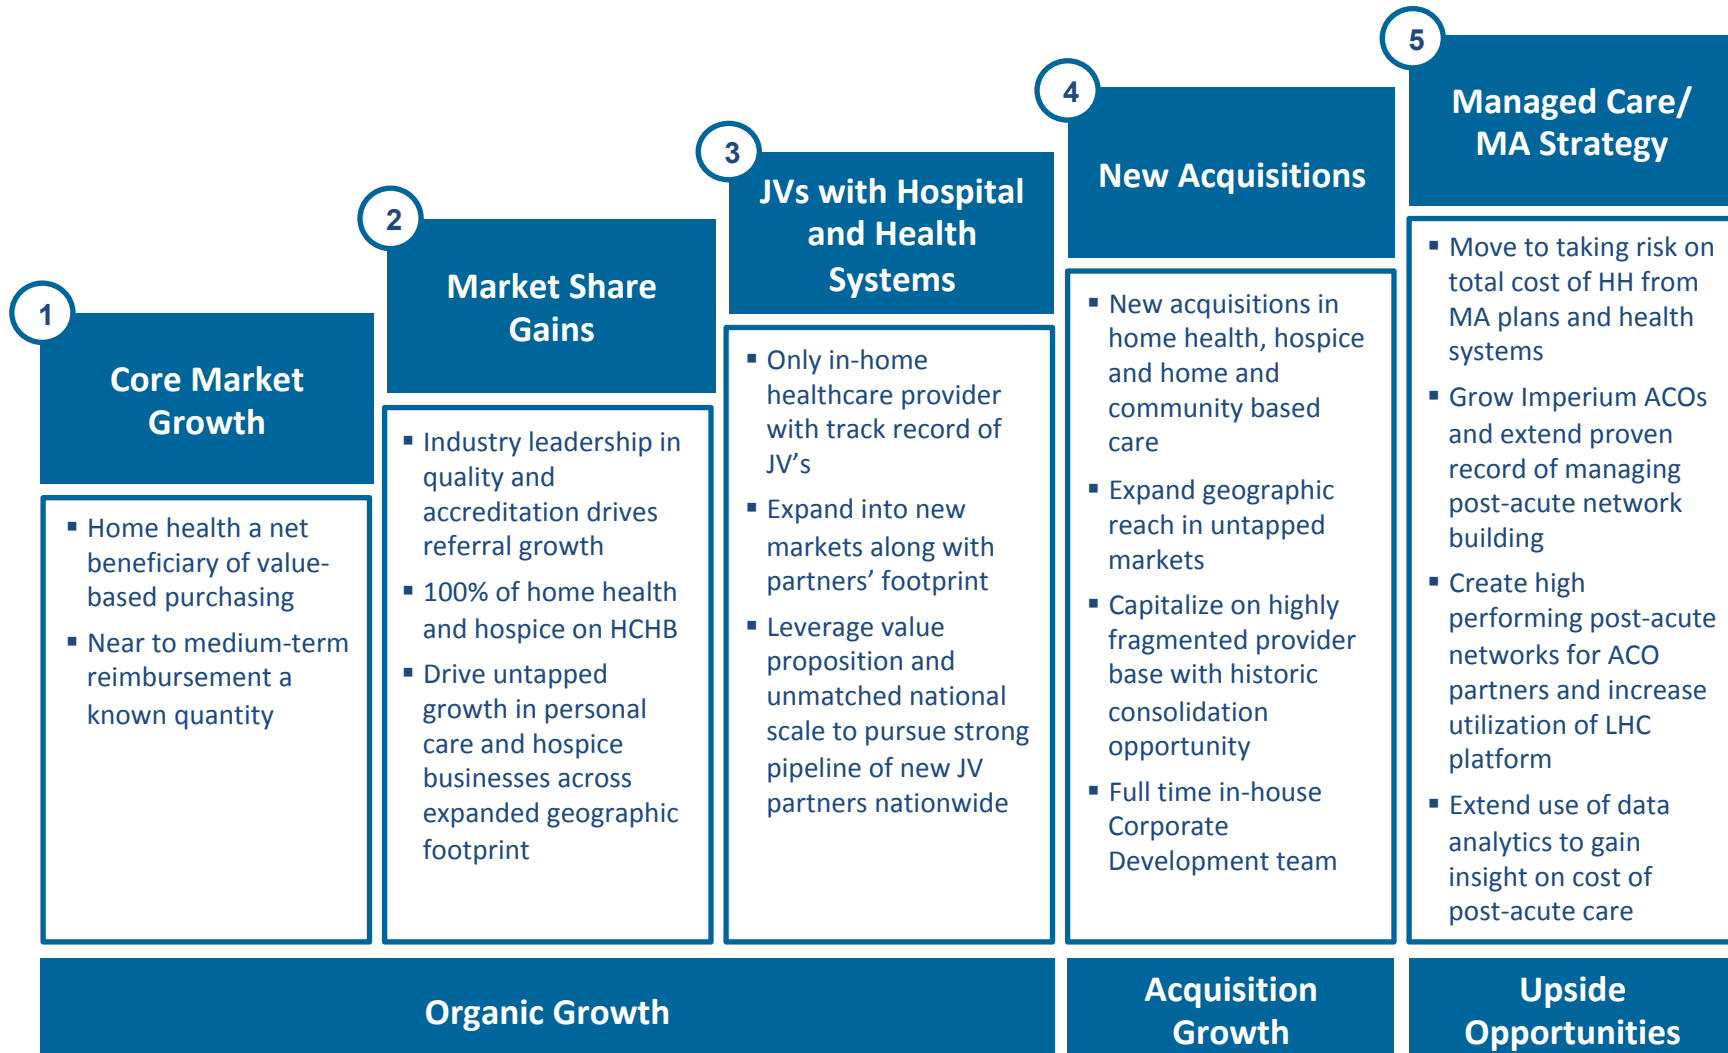 1
Core Market
Growth
▪ Home health a net
beneficiary of value-
based purchasing
▪ Near to medium-term
reimbursement a
known quantity
2
Market Share
Gains
▪ Industry leadership in
quality and
accreditation drives
referral growth
▪ 100% of home health
and hospice on HCHB
▪ Drive untapped
growth in personal
care and hospice
businesses across
expanded geographic
footprint
3
JVs with Hospital
and Health
Systems
▪ Only in-home
healthcare provider
with track record of
JV’s
▪ Expand into new
markets along with
partners’ footprint
▪ Leverage value
proposition and
unmatched national
scale to pursue strong
pipeline of new JV
partners nationwide
4
New Acquisitions
▪ New acquisitions in
home health, hospice
and home and
community based
care
▪ Expand geographic
reach in untapped
markets
▪ Capitalize on highly
fragmented provider
base with historic
consolidation
opportunity
▪ Full time in-house
Corporate
Development team
5
Managed Care/
MA Strategy
▪ Move to taking risk on
total cost of HH from
MA plans and health
systems
▪ Grow Imperium ACOs
and extend proven
record of managing
post-acute network
building
▪ Create high
performing post-acute
networks for ACO
partners and increase
utilization of LHC
platform
▪ Extend use of data
analytics to gain
insight on cost of
post-acute care
Organic Growth
Acquisition
Growth
Upside
Opportunities